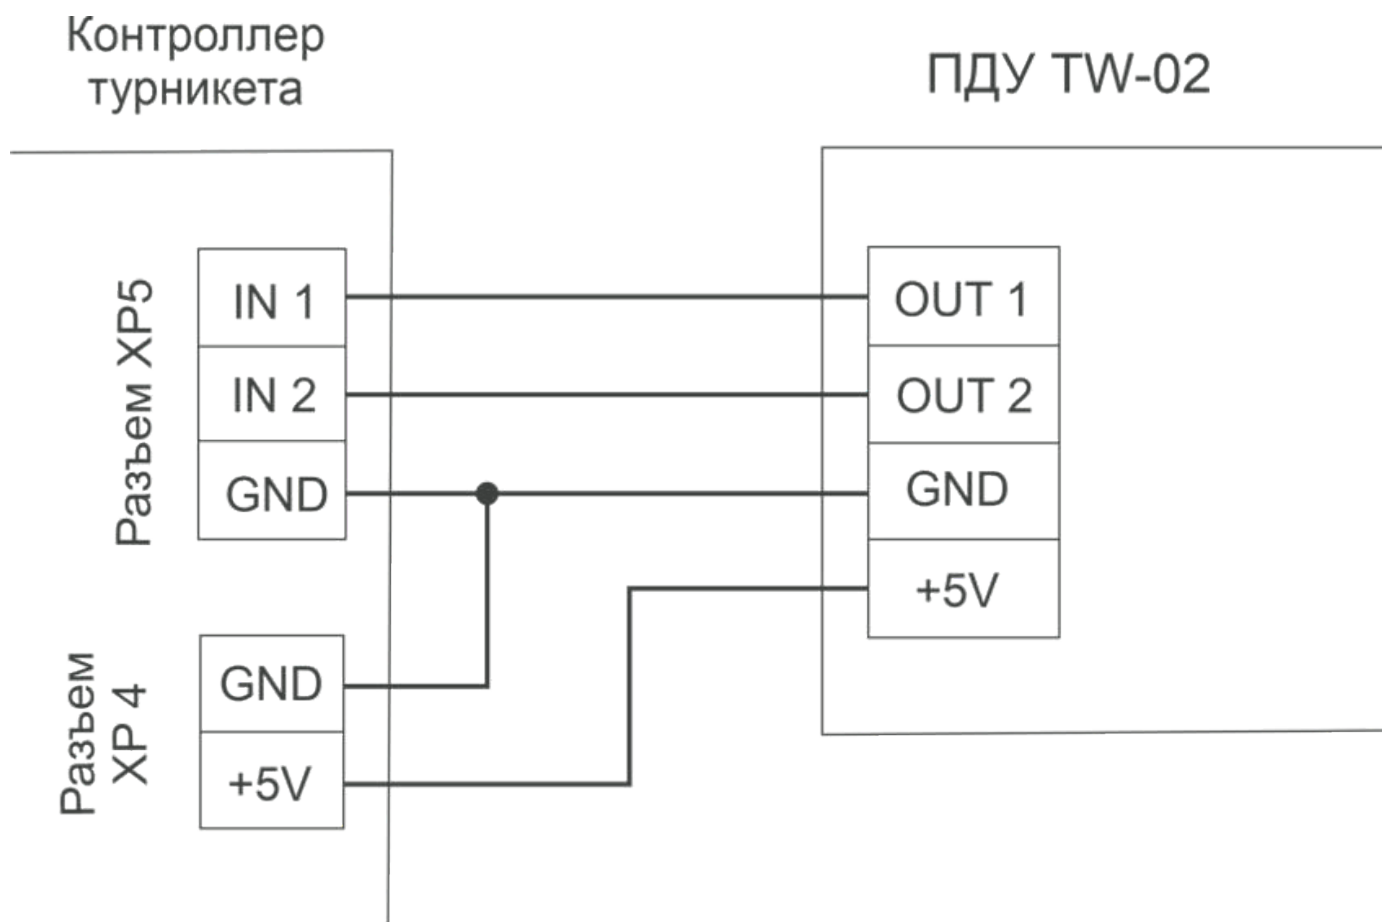 Контроллер
турникета
ПДУ TW-02
Разъем XP5
IN 1
IN 2
GND
OUT 1
OUT 2
GND
+5V
Разъем
XP 4
GND
+5V